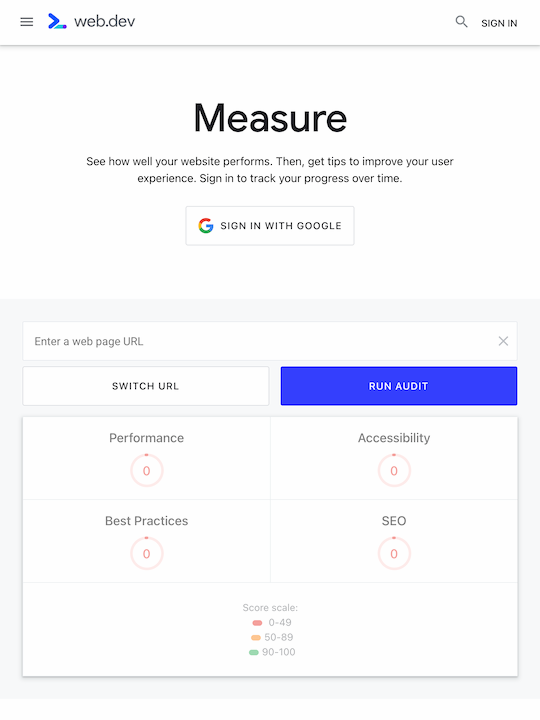 web.dev
SIGN IN
Measure
See how well your website performs. Then, get tips to improve your user
experience. Sign in to track your progress over time.
SIGN IN WITH GOOGLE
Enter a web page URL
SWITCH URL
RUN AUDIT
Performance
Accessibility
0
0
Best Practices
SEO
0
0
Score scale:
0-49
50-89
90-100